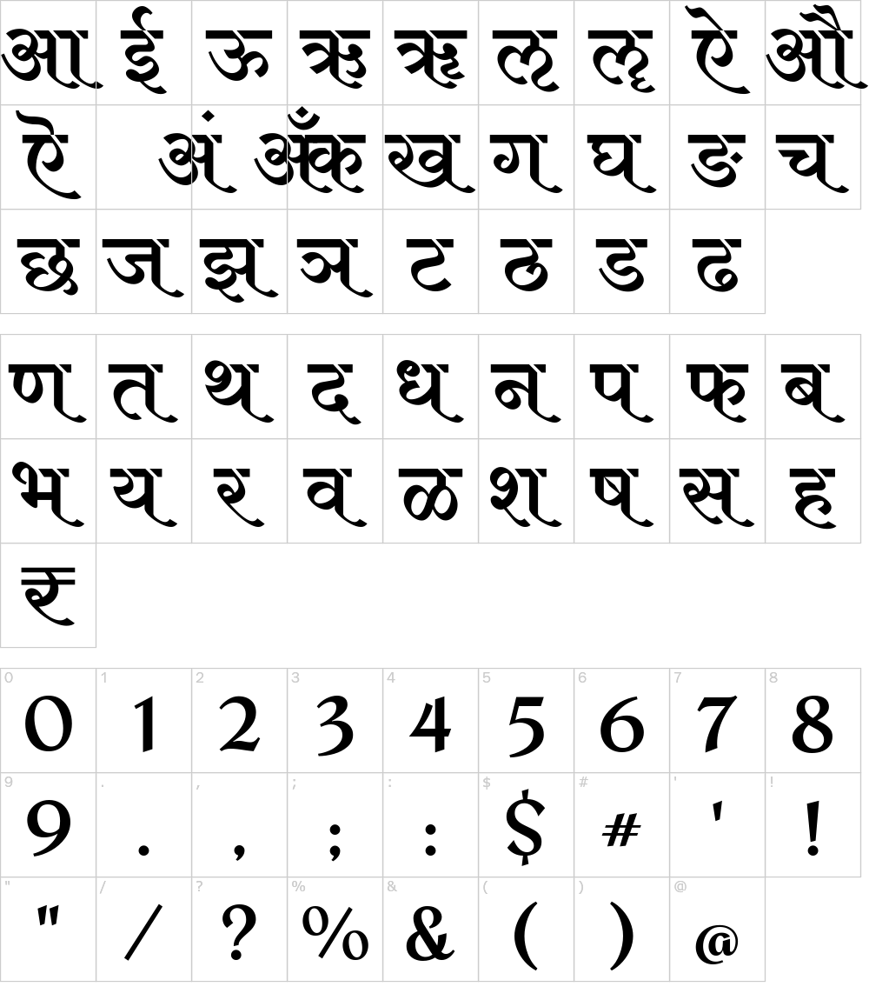 आ ई ऊ ऋ ॠ ऌ ॡ ऐ औ
ऎ अं अँ क ख ग घ ङ च
छ ज झ ञ ट ठ ड ढ
ण त थ द ध न प फ ब
भ य र व ळ श ष स ह
₹
0 1 2 3 4 5 6 7 8
0 1 2 3 4 5 6 7 8
9 . , ; : $ # ' !
9 . , ; : $ # ' !
" / ? % & ( ) @
" / ? % & ( ) @